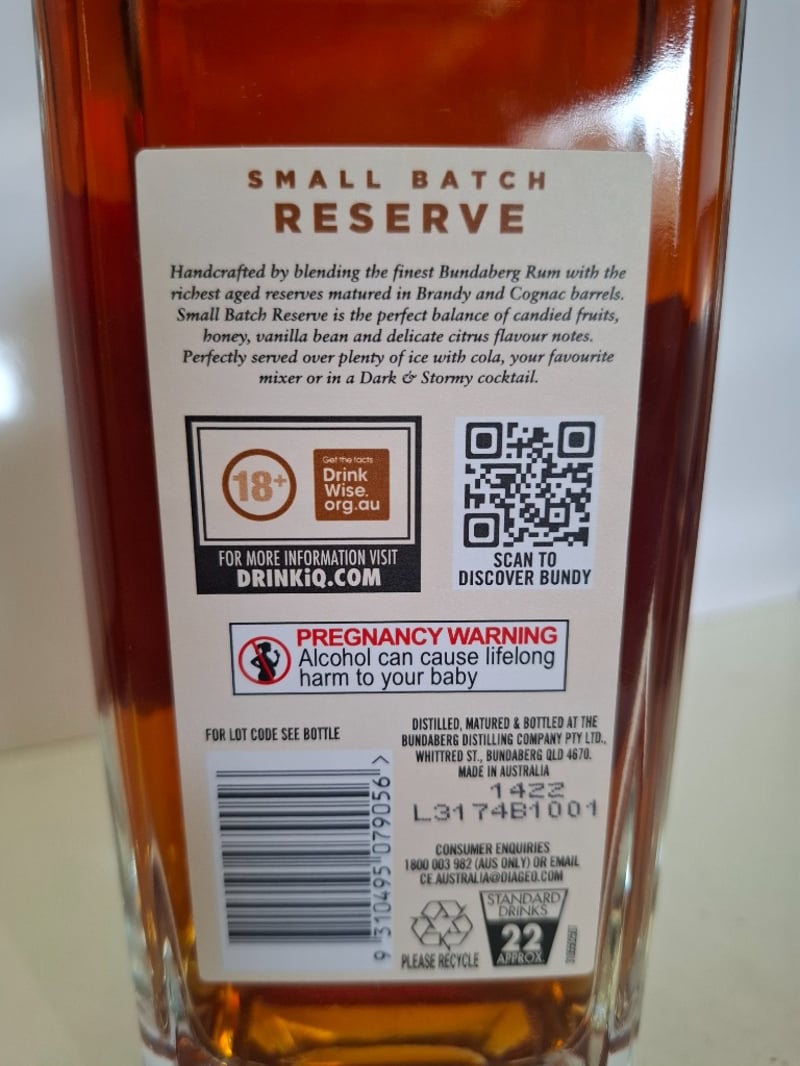 SMALL BATCH
RESERVE
Handcrafted by blending the finest Bundaberg Rum with the
richest aged reserves matured in Brandy and Cognac barrels.
Small Batch Reserve is the perfect balance of candied fruits,
honey, vanilla bean and delicate citrus flavour notes.
Perfectly served over plenty of ice with cola, your favourite
mixer or in a Dark & Stormy cocktail.
18+
Get the facts
Drink
Wise.
org.au
FOR MORE INFORMATION VISIT
DRINKiQ.COM
SCAN TO
DISCOVER BUNDY
PREGNANCY WARNING
Alcohol can cause lifelong
harm to your baby
FOR LOT CODE SEE BOTTLE
9 310495 079056 >
DISTILLED, MATURED & BOTTLED AT THE
BUNDABERG DISTILLING COMPANY PTY LTD.,
WHITTRED ST., BUNDABERG QLD 4670.
MADE IN AUSTRALIA
1422
L3174B1001
CONSUMER ENQUIRIES
1800 003 982 (AUS ONLY) OR EMAIL
CE.AUSTRALIA@DIAGEO.COM
PLEASE RECYCLE
STANDARD
DRINKS
22
APPROX.